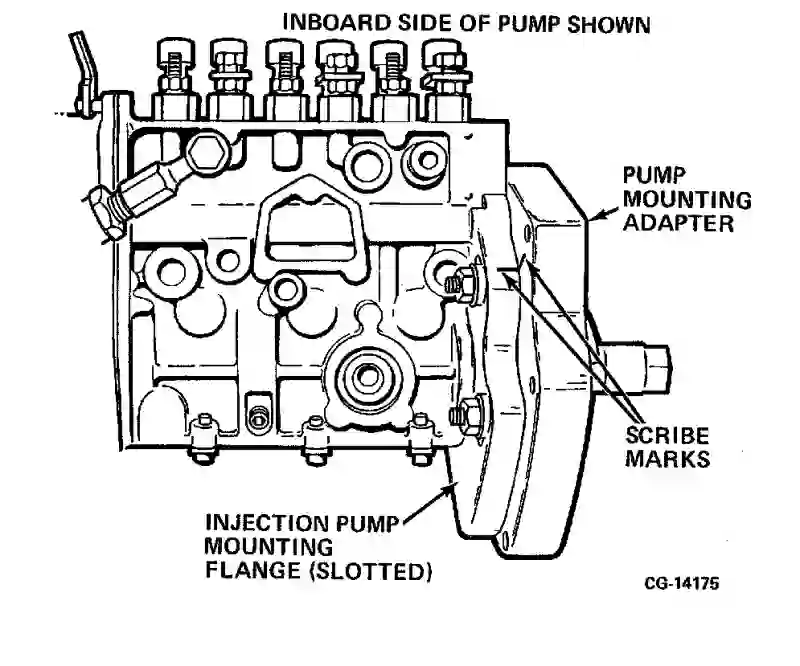 INBOARD SIDE OF PUMP SHOWN
PUMP
MOUNTING
ADAPTER
SCRIBE
MARKS
INJECTION PUMP
MOUNTING
FLANGE (SLOTTED)
CG-14175